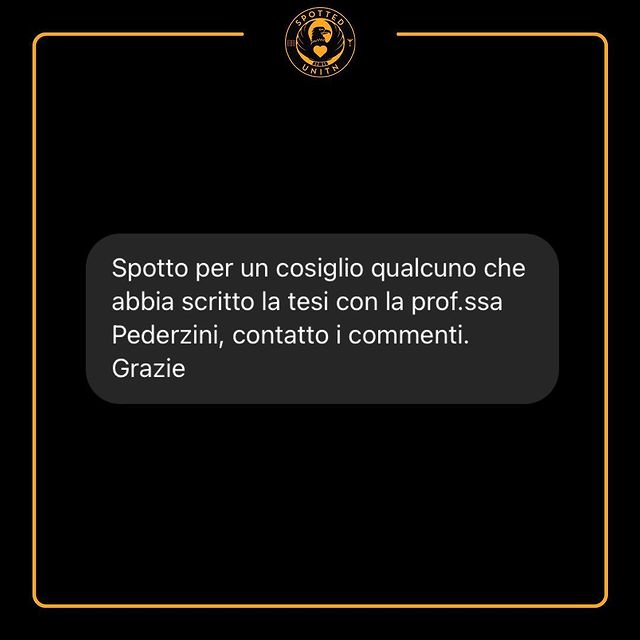 SPOTTED
UNITN
Spotto per un cosiglio qualcuno che
abbia scritto la tesi con la prof.ssa
Pederzini, contatto i commenti.
Grazie